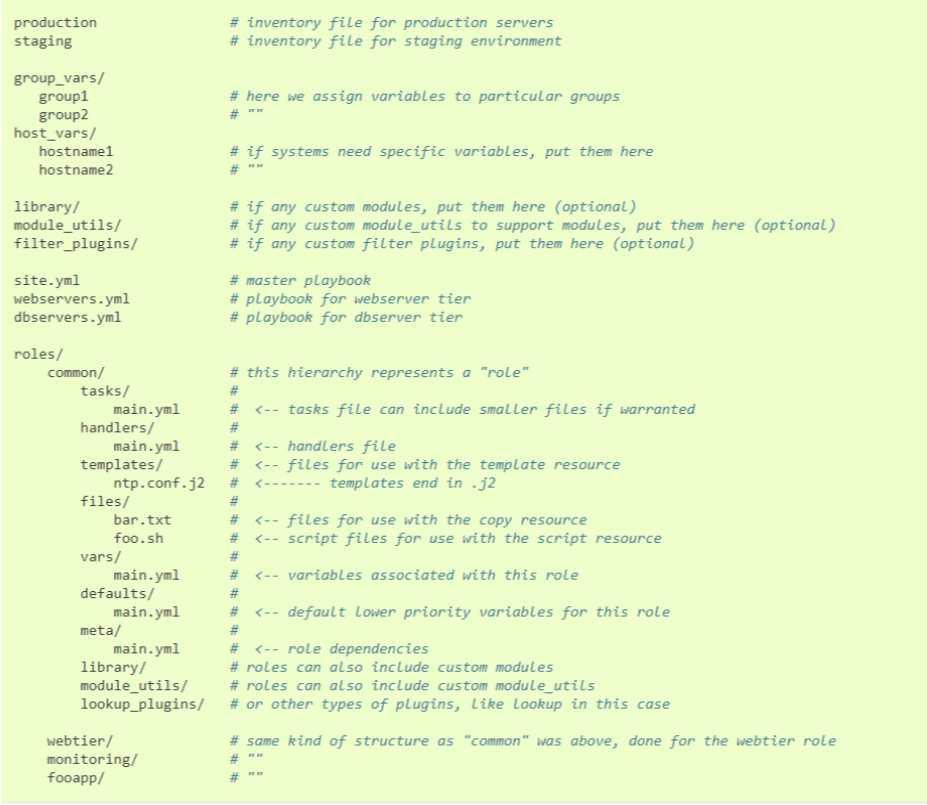 production                # inventory file for production servers
staging                   # inventory file for staging environment

group_vars/
   group1                 # here we assign variables to particular groups
   group2                 # ""
host_vars/
   hostname1              # if systems need specific variables, put them here
   hostname2              # ""

library/                  # if any custom modules, put them here (optional)
module_utils/             # if any custom module_utils to support modules, put them here (optional)
filter_plugins/           # if any custom filter plugins, put them here (optional)

site.yml                  # master playbook
webservers.yml            # playbook for webserver tier
dbservers.yml             # playbook for dbserver tier

roles/
    common/               # this hierarchy represents a "role"
        tasks/            #
            main.yml      #  <-- tasks file can include smaller files if warranted
        handlers/         #
            main.yml      #  <-- handlers file
        templates/        #  <-- files for use with the template resource
            ntp.conf.j2   #  <------- templates end in .j2
        files/            #
            bar.txt       #  <-- files for use with the copy resource
            foo.sh        #  <-- script files for use with the script resource
        vars/             #
            main.yml      #  <-- variables associated with this role
        defaults/         #
            main.yml      #  <-- default lower priority variables for this role
        meta/             #
            main.yml      #  <-- role dependencies
        library/          # roles can also include custom modules
        module_utils/     # roles can also include custom module_utils
        lookup_plugins/   # or other types of plugins, like lookup in this case

    webtier/              # same kind of structure as "common" was above, done for the webtier role
    monitoring/           # ""
    fooapp/               # ""